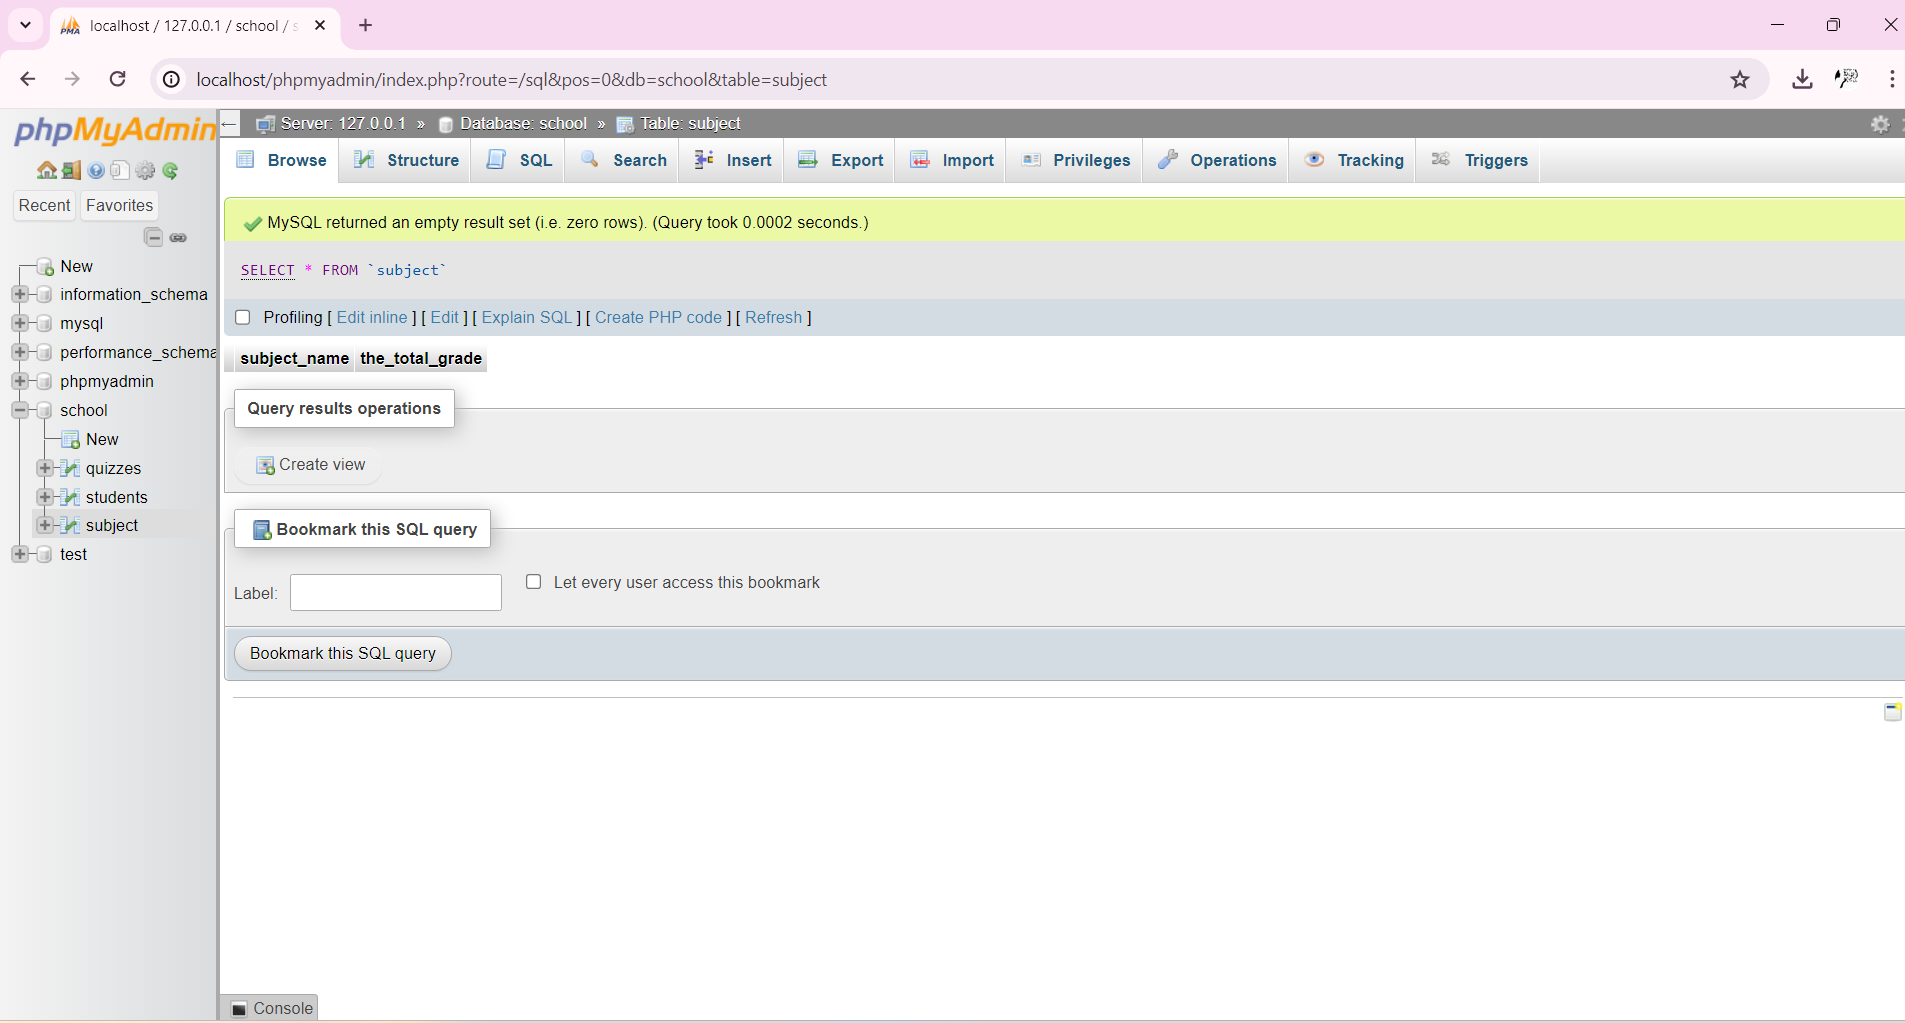 localhost / 127.0.0.1 / school /
localhost/phpmyadmin/index.php?route=/sql&pos=0&db=school&table=subject
phpMyAdmin
Recent Favorites
New
information_schema
mysql
performance_schema
phpmyadmin
school
New
quizzes
students
subject
test
Server: 127.0.0.1 » Database: school » Table: subject
Browse Structure SQL Search Insert Export Import Privileges Operations Tracking Triggers
MySQL returned an empty result set (i.e. zero rows). (Query took 0.0002 seconds.)
SELECT * FROM `subject`
Profiling [ Edit inline ] [ Edit ] [ Explain SQL ] [ Create PHP code ] [ Refresh ]
subject_name the_total_grade
Query results operations
Create view
Bookmark this SQL query
Label: Let every user access this bookmark
Bookmark this SQL query
Console